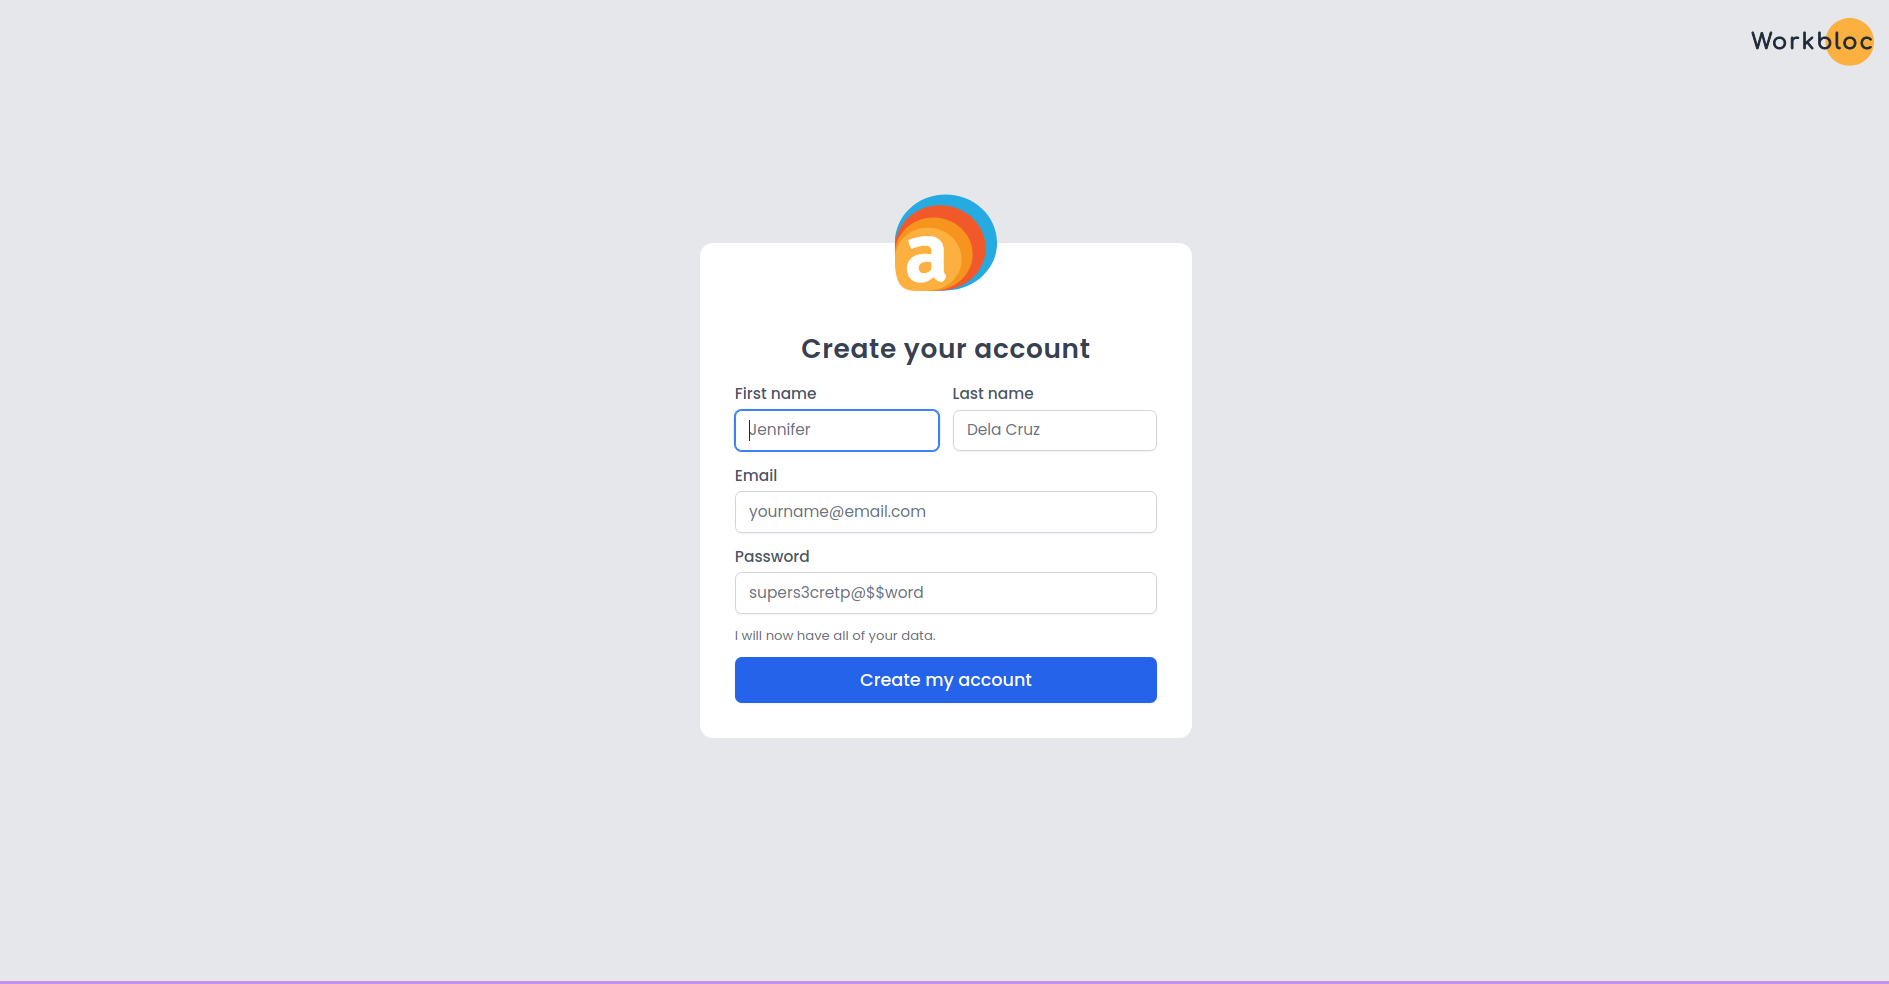 Workbloc
a
Create your account
First name
Last name
Jennifer
Dela Cruz
Email
yourname@email.com
Password
supers3cretp@$$word
I will now have all of your data.
Create my account